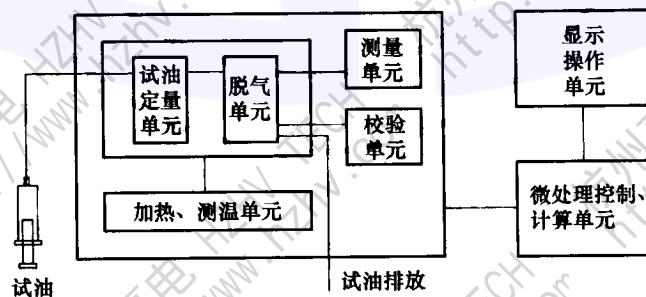 试油
定量
单元
脱气
单元
测量
单元
校验
单元
加热、测温单元
试油
试油排放
显示
操作
单元
微处理控制、
计算单元